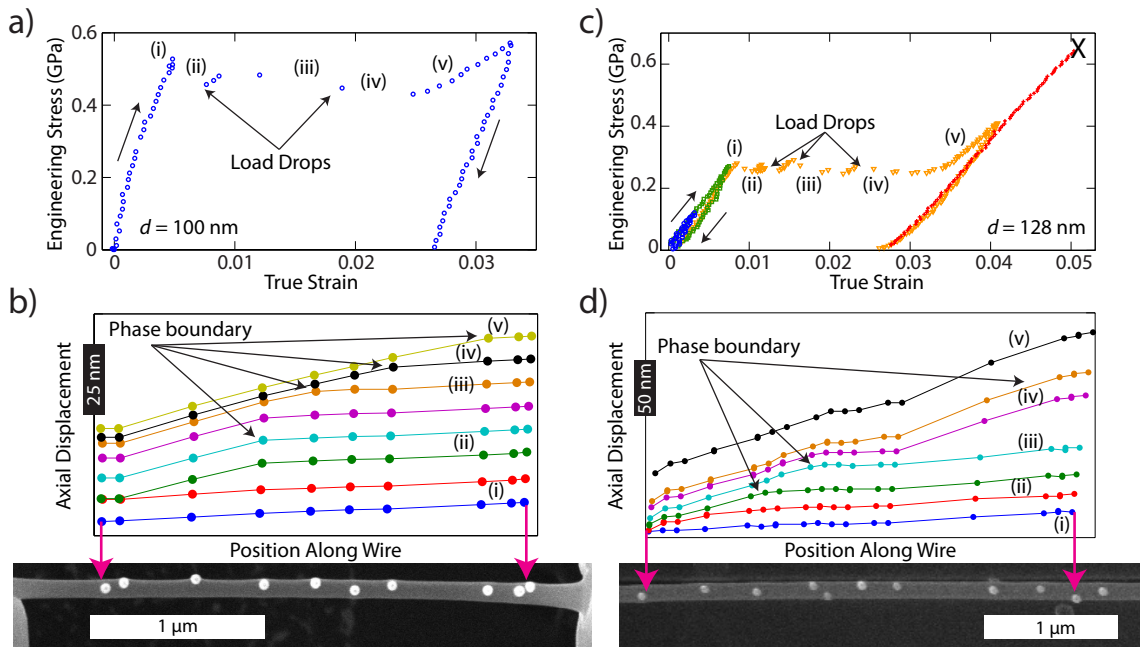 a)
Engineering Stress (GPa)
0.6
0.4
0.2
0
(i)
(ii)
(iii)
(iv)
(v)
Load Drops
d = 100 nm
0
0.01
0.02
0.03
True Strain
b)
Axial Displacement
25 nm
Phase boundary
(v)
(iv)
(iii)
(ii)
(i)
Position Along Wire
1 µm
c)
Engineering Stress (GPa)
0.6
0.4
0.2
0
X
Load Drops
(i)
(ii)
(iii)
(iv)
(v)
d = 128 nm
0
0.01
0.02
0.03
0.04
0.05
True Strain
d)
Axial Displacement
50 nm
Phase boundary
(v)
(iv)
(iii)
(ii)
(i)
Position Along Wire
1 µm